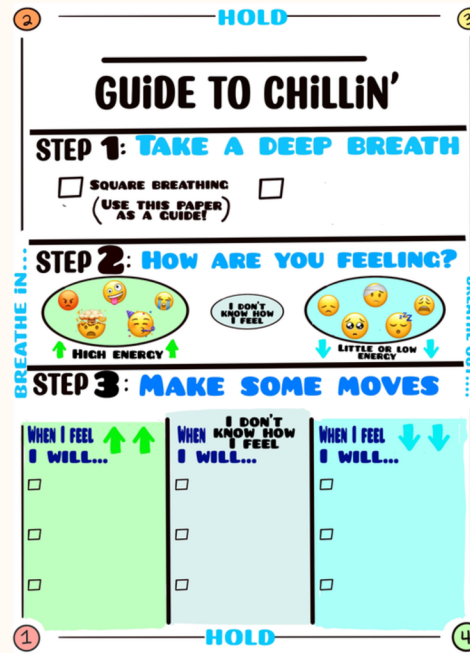 2 HOLD 3
GUiDE TO CHiLLiN'
STEP 1: TAKE A DEEP BREATH
SQUARE BREATHING
(USE THIS PAPER
AS A GUIDE!)
BREATHE iN...
STEP 2: HOW ARE YOU FEELING?
I DON'T
KNOW HOW
I FEEL
HIGH ENERGY
LITTLE OR LOW
ENERGY
STEP 3: MAKE SOME MOVES
WHEN I FEEL
I WILL...
WHEN I DON'T
KNOW HOW
I FEEL
I WILL...
WHEN I FEEL
I WILL...
1 HOLD 4